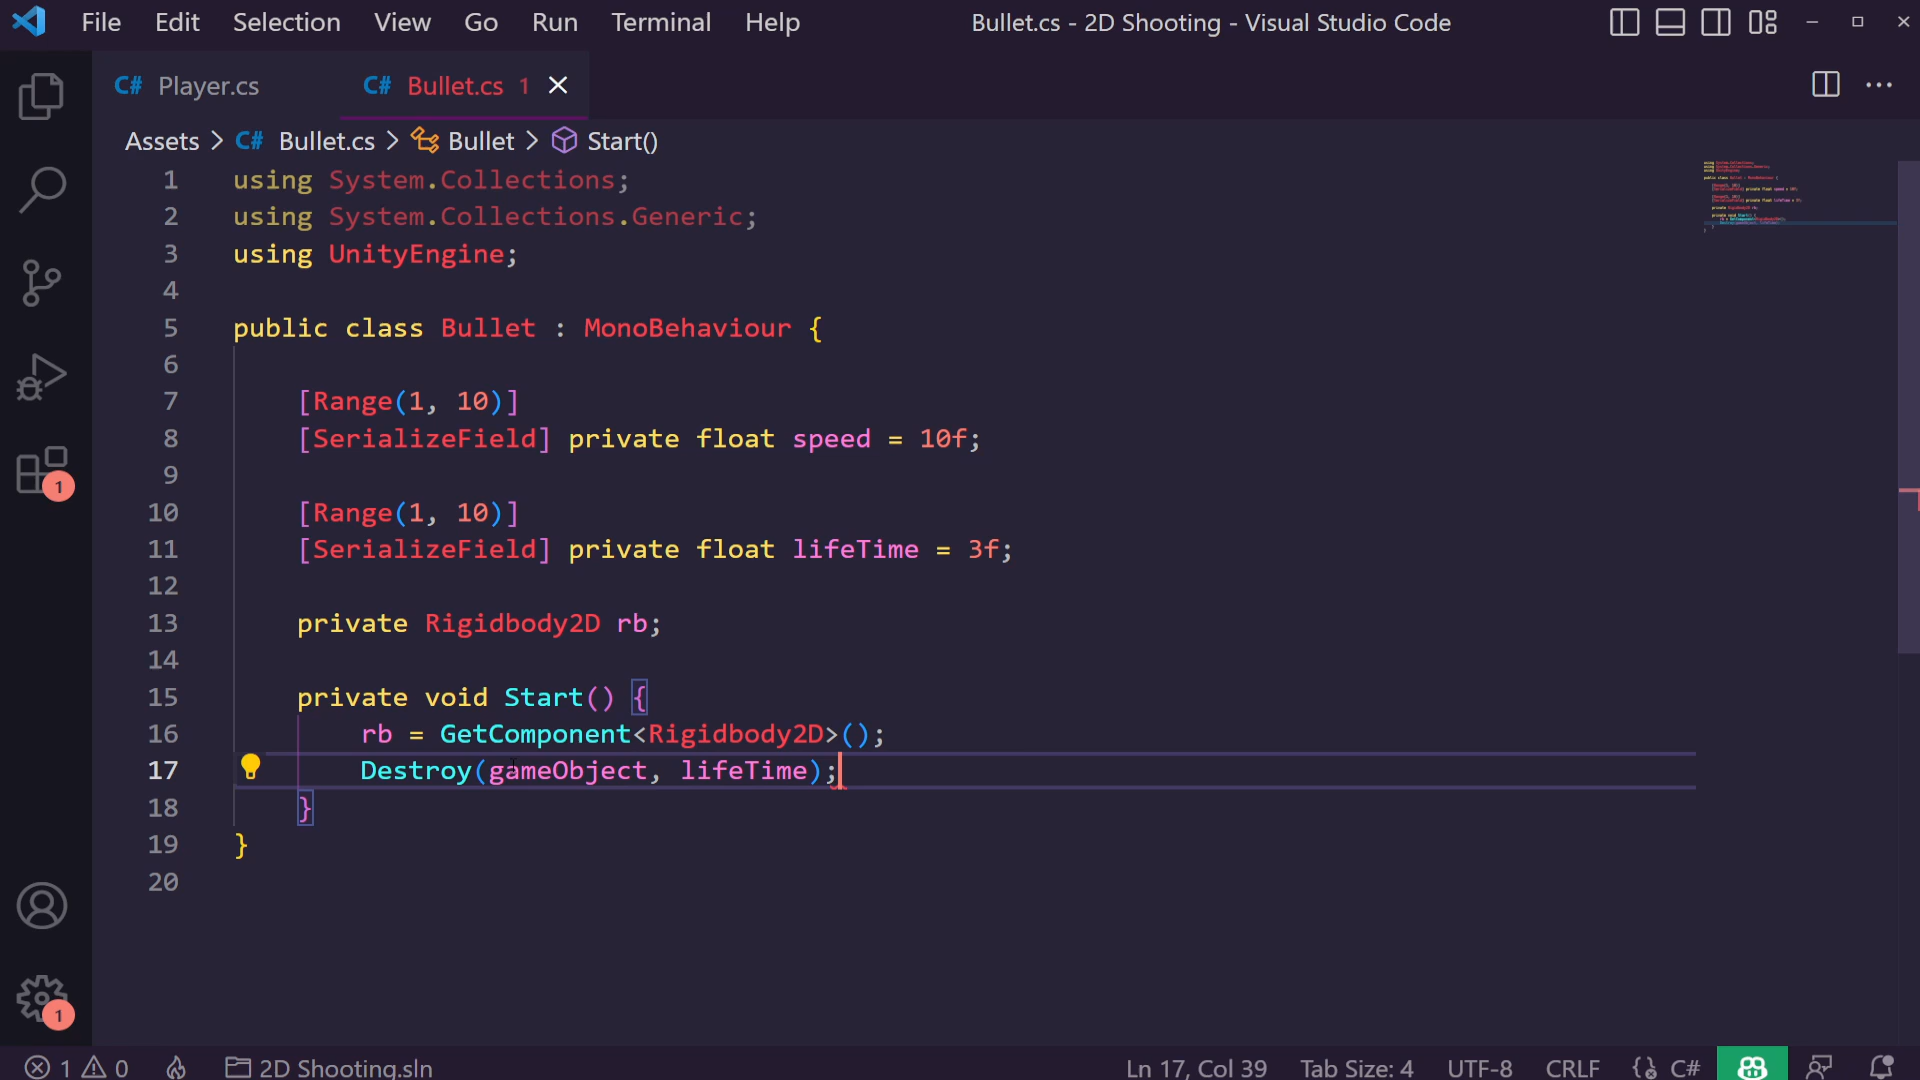 File Edit Selection View Go Run Terminal Help Bullet.cs - 2D Shooting - Visual Studio Code
C# Player.cs C# Bullet.cs 1
Assets > C# Bullet.cs > Bullet > Start()
1 using System.Collections;
2 using System.Collections.Generic;
3 using UnityEngine;
4
5 public class Bullet : MonoBehaviour {
6
7 [Range(1, 10)]
8 [SerializeField] private float speed = 10f;
9
10 [Range(1, 10)]
11 [SerializeField] private float lifeTime = 3f;
12
13 private Rigidbody2D rb;
14
15 private void Start() {
16 rb = GetComponent<Rigidbody2D>();
17 Destroy(gameObject, lifeTime);
18 }
19 }
20
1
1
1 0 2D Shooting.sln Ln 17, Col 39 Tab Size: 4 UTF-8 CRLF C#